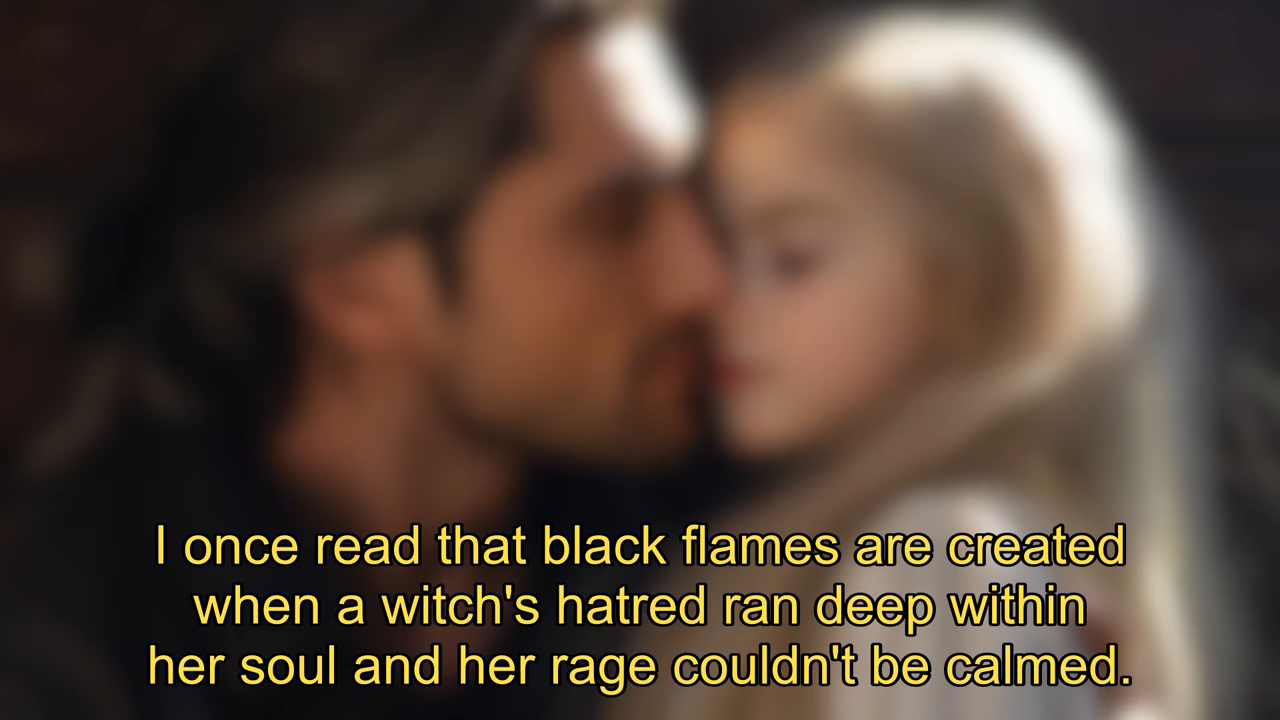 I once read that black flames are created
when a witch's hatred ran deep within
her soul and her rage couldn't be calmed.